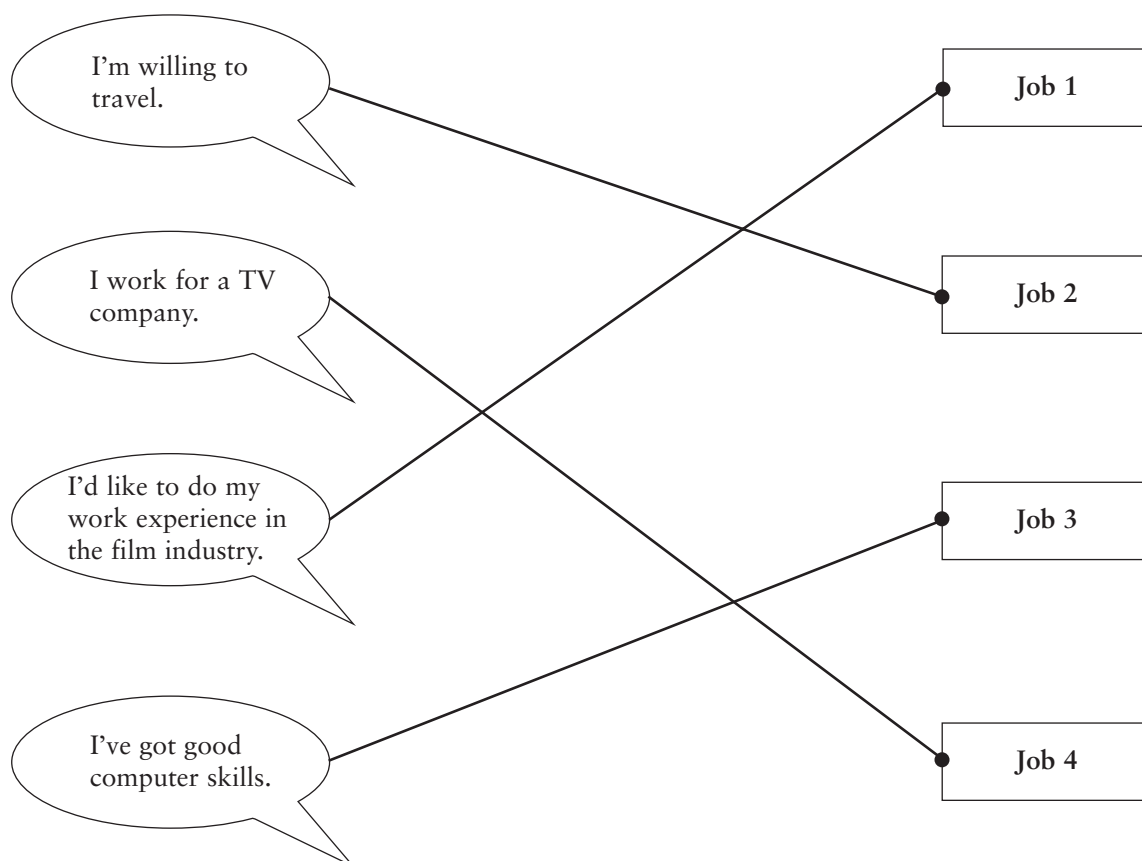 I'm willing to
travel.
Job 1
I work for a TV
company.
Job 2
I'd like to do my
work experience in
the film industry.
Job 3
I've got good
computer skills.
Job 4